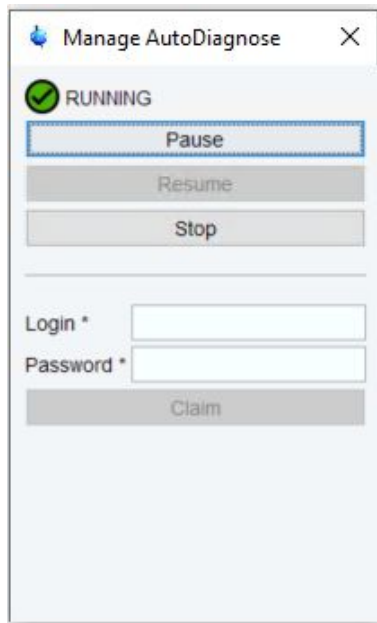 Manage AutoDiagnose
RUNNING
Pause
Resume
Stop
Login *
Password *
Claim